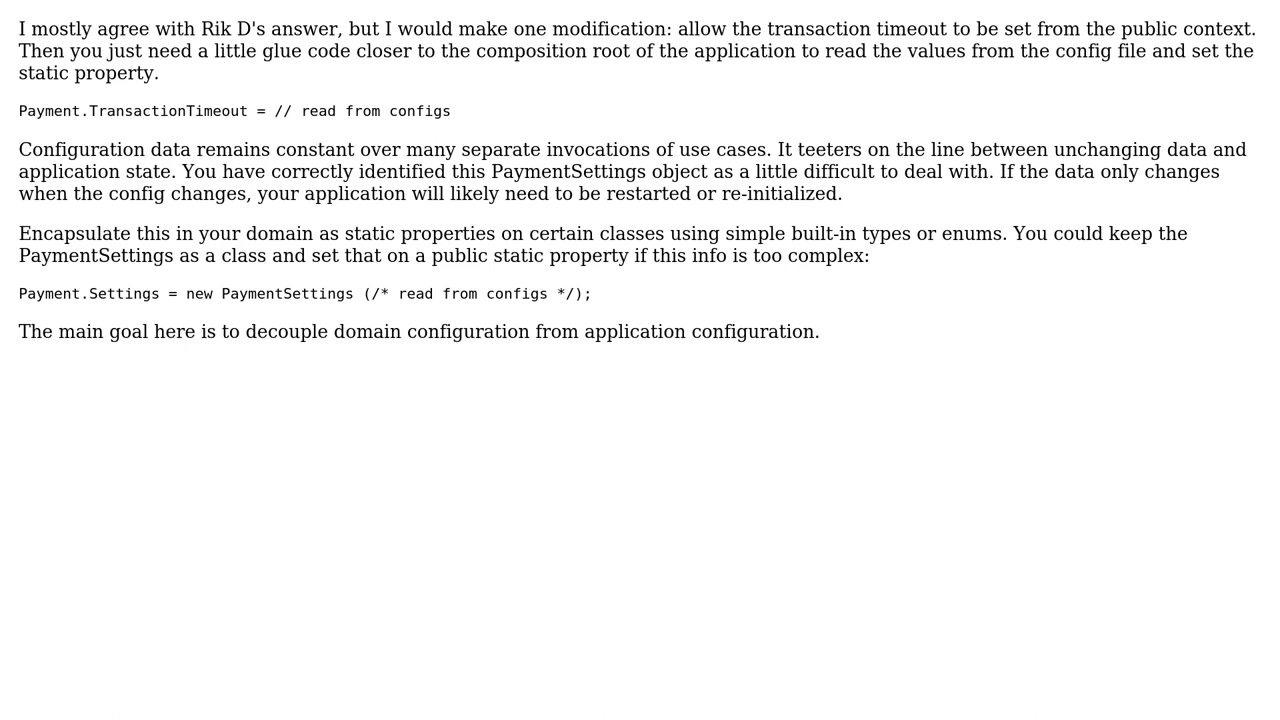 I mostly agree with Rik D's answer, but I would make one modification: allow the transaction timeout to be set from the public context.
Then you just need a little glue code closer to the composition root of the application to read the values from the config file and set the
static property.
Payment.TransactionTimeout = // read from configs
Configuration data remains constant over many separate invocations of use cases. It teeters on the line between unchanging data and
application state. You have correctly identified this PaymentSettings object as a little difficult to deal with. If the data only changes
when the config changes, your application will likely need to be restarted or re-initialized.
Encapsulate this in your domain as static properties on certain classes using simple built-in types or enums. You could keep the
PaymentSettings as a class and set that on a public static property if this info is too complex:
Payment.Settings = new PaymentSettings (/* read from configs */);
The main goal here is to decouple domain configuration from application configuration.